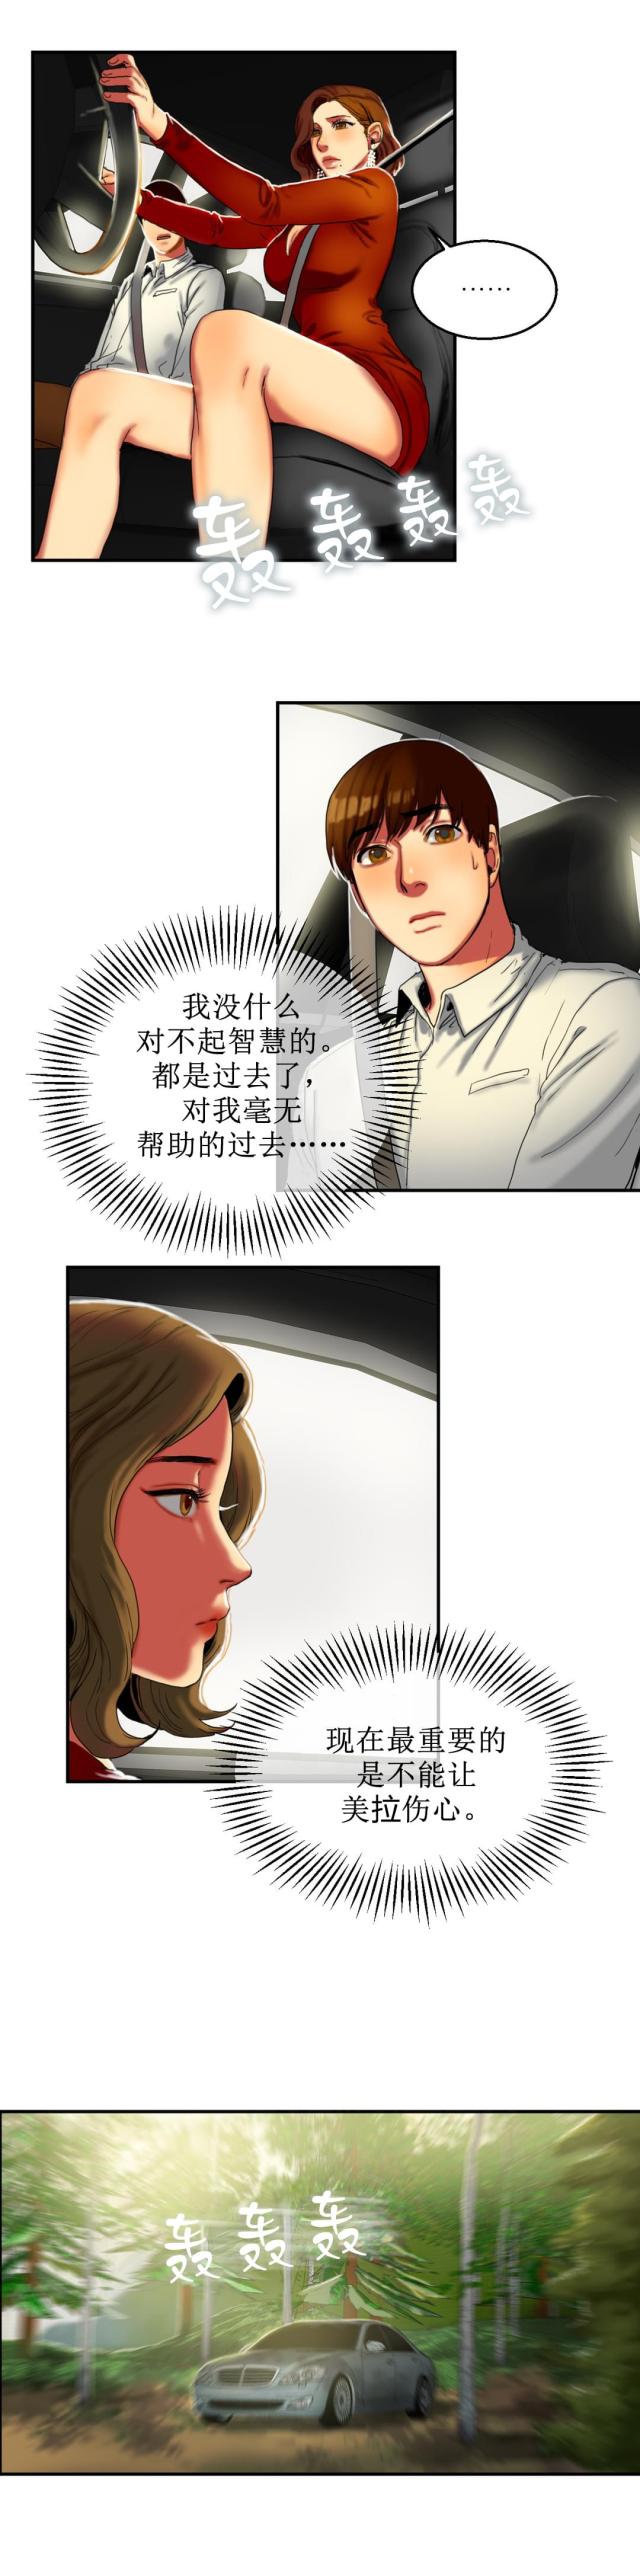 ……
轰 轰 轰 轰
我没什么
对不起智慧的。
都是过去了，
对我毫无
帮助的过去……
现在最重要的
是不能让
美拉伤心。
轰 轰 轰